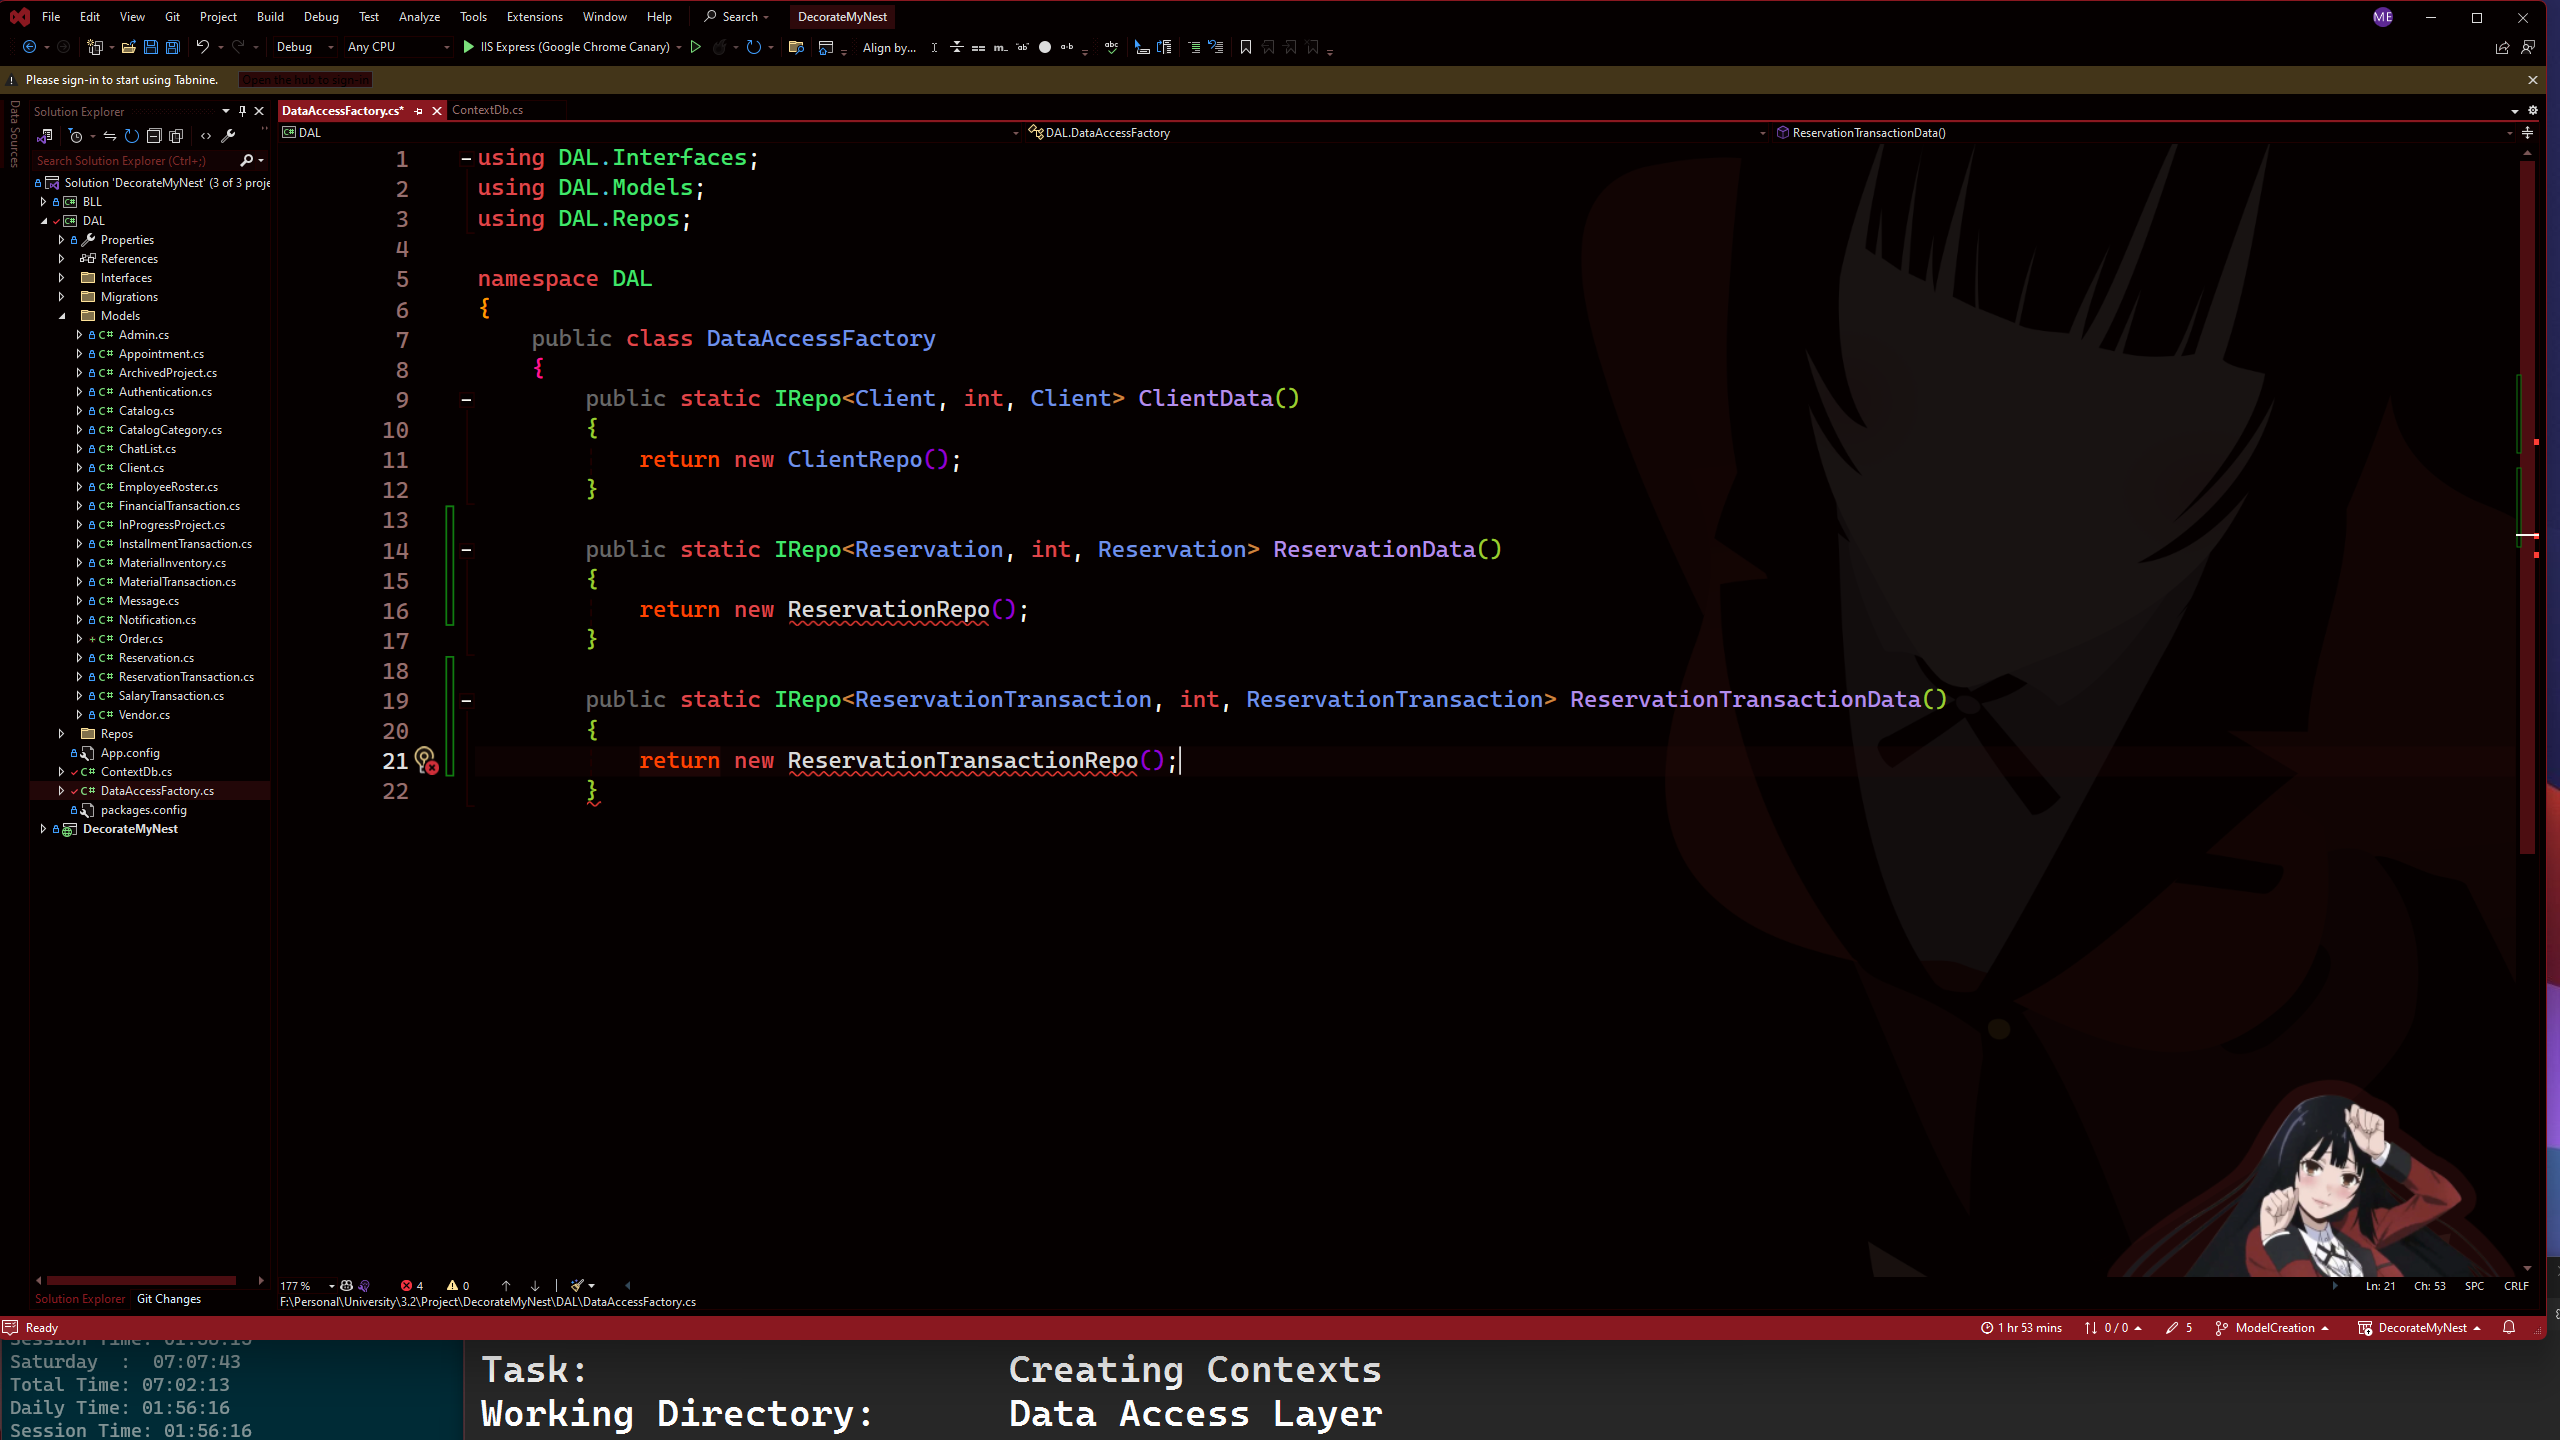 File Edit View Git Project Build Debug Test Analyze Tools Extensions Window Help Search DecorateMyNest ME
Debug Any CPU IIS Express (Google Chrome Canary) Align by...
Please sign-in to start using Tabnine. Open the hub to sign-in
Data Sources
Solution Explorer
Search Solution Explorer (Ctrl+;)
Solution 'DecorateMyNest' (3 of 3 proje
BLL
DAL
Properties
References
Interfaces
Migrations
Models
C# Admin.cs
C# Appointment.cs
C# ArchivedProject.cs
C# Authentication.cs
C# Catalog.cs
C# CatalogCategory.cs
C# ChatList.cs
C# Client.cs
C# EmployeeRoster.cs
C# FinancialTransaction.cs
C# InProgressProject.cs
C# InstallmentTransaction.cs
C# MaterialInventory.cs
C# MaterialTransaction.cs
C# Message.cs
C# Notification.cs
C# Order.cs
C# Reservation.cs
C# ReservationTransaction.cs
C# SalaryTransaction.cs
C# Vendor.cs
Repos
App.config
C# ContextDb.cs
C# DataAccessFactory.cs
packages.config
DecorateMyNest
Solution Explorer Git Changes
DataAccessFactory.cs* ContextDb.cs
DAL DAL.DataAccessFactory ReservationTransactionData()
1 using DAL.Interfaces;
2 using DAL.Models;
3 using DAL.Repos;
4
5 namespace DAL
6 {
7 public class DataAccessFactory
8 {
9 public static IRepo<Client, int, Client> ClientData()
10 {
11 return new ClientRepo();
12 }
13
14 public static IRepo<Reservation, int, Reservation> ReservationData()
15 {
16 return new ReservationRepo();
17 }
18
19 public static IRepo<ReservationTransaction, int, ReservationTransaction> ReservationTransactionData()
20 {
21 return new ReservationTransactionRepo();
22 }
177 % 4 0 Ln: 21 Ch: 53 SPC CRLF
F:\Personal\University\3.2\Project\DecorateMyNest\DAL\DataAccessFactory.cs
Ready 1 hr 53 mins 0 / 0 5 ModelCreation DecorateMyNest
Saturday : 07:07:43
Total Time: 07:02:13
Daily Time: 01:56:16
Session Time: 01:56:16
Task: Creating Contexts
Working Directory: Data Access Layer